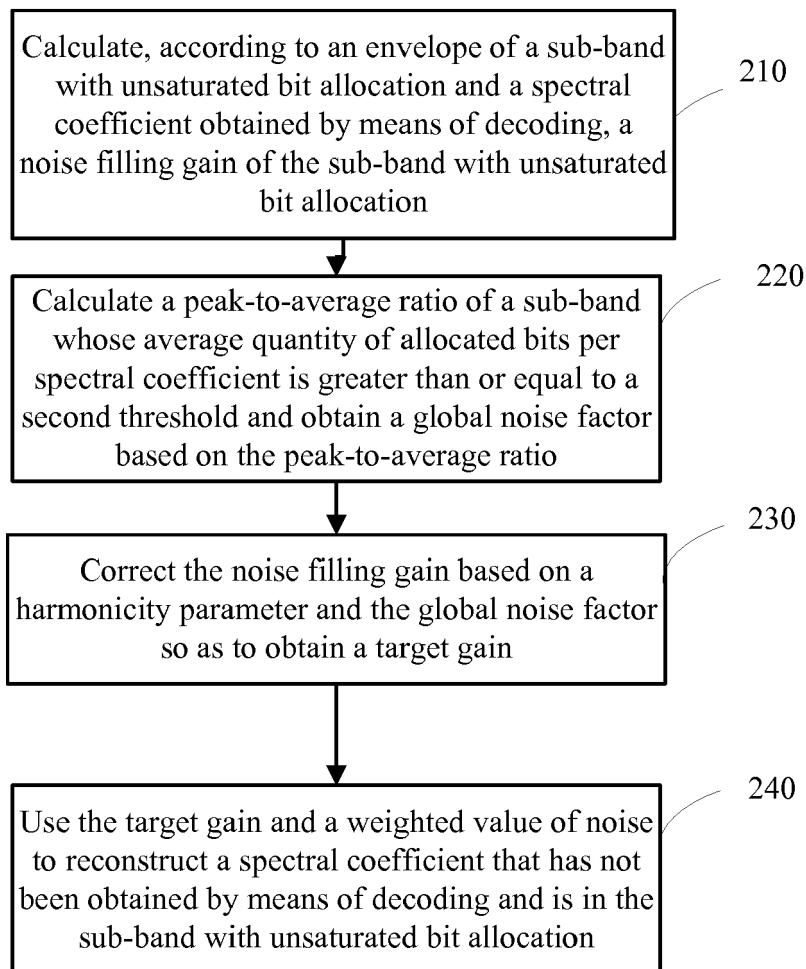 Calculate, according to an envelope of a sub-band
with unsaturated bit allocation and a spectral
coefficient obtained by means of decoding, a
noise filling gain of the sub-band with unsaturated
bit allocation
210
Calculate a peak-to-average ratio of a sub-band
whose average quantity of allocated bits per
spectral coefficient is greater than or equal to a
second threshold and obtain a global noise factor
based on the peak-to-average ratio
220
Correct the noise filling gain based on a
harmonicity parameter and the global noise factor
so as to obtain a target gain
230
Use the target gain and a weighted value of noise
to reconstruct a spectral coefficient that has not
been obtained by means of decoding and is in the
sub-band with unsaturated bit allocation
240